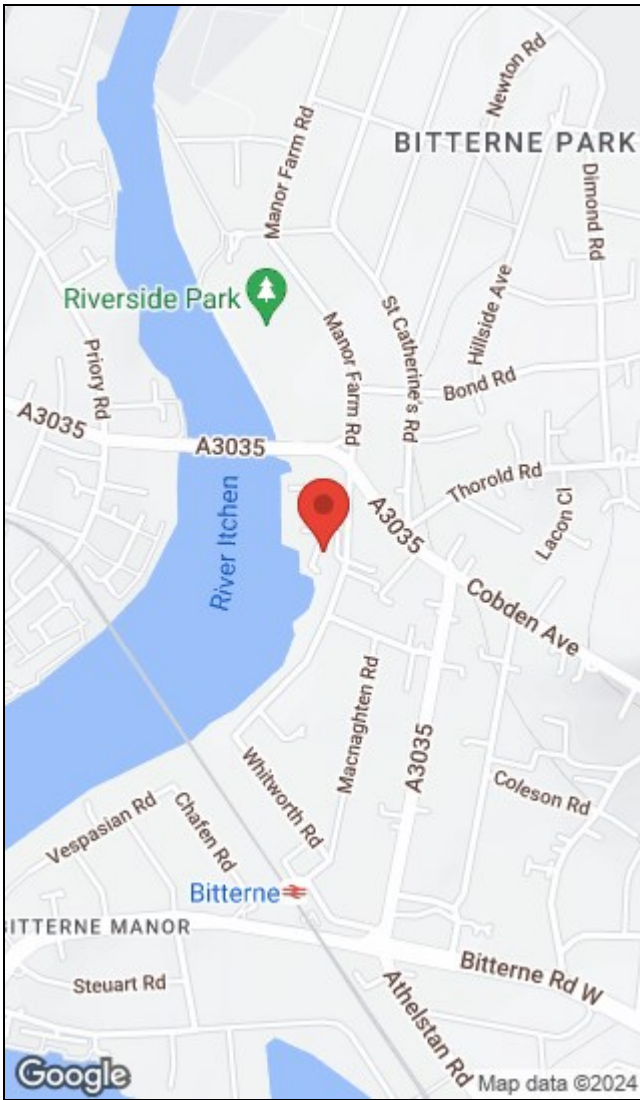 Newton Rd
BITTERNE PARK
Manor Farm Rd
Dimond Rd
Riverside Park
Hillside Ave
St Catherine's Rd
Manor Farm Rd
Priory Rd
Bond Rd
A3035
A3035
Thorold Rd
A3035
Lacon Cl
River Itchen
Cobden Ave
Macnaghten Rd
A3035
Whitworth Rd
Coleson Rd
Vespasian Rd
Chafen Rd
Bitterne
BITTERNE MANOR
Bitterne Rd W
Steuart Rd
Athelstan Rd
Google
Map data ©2024